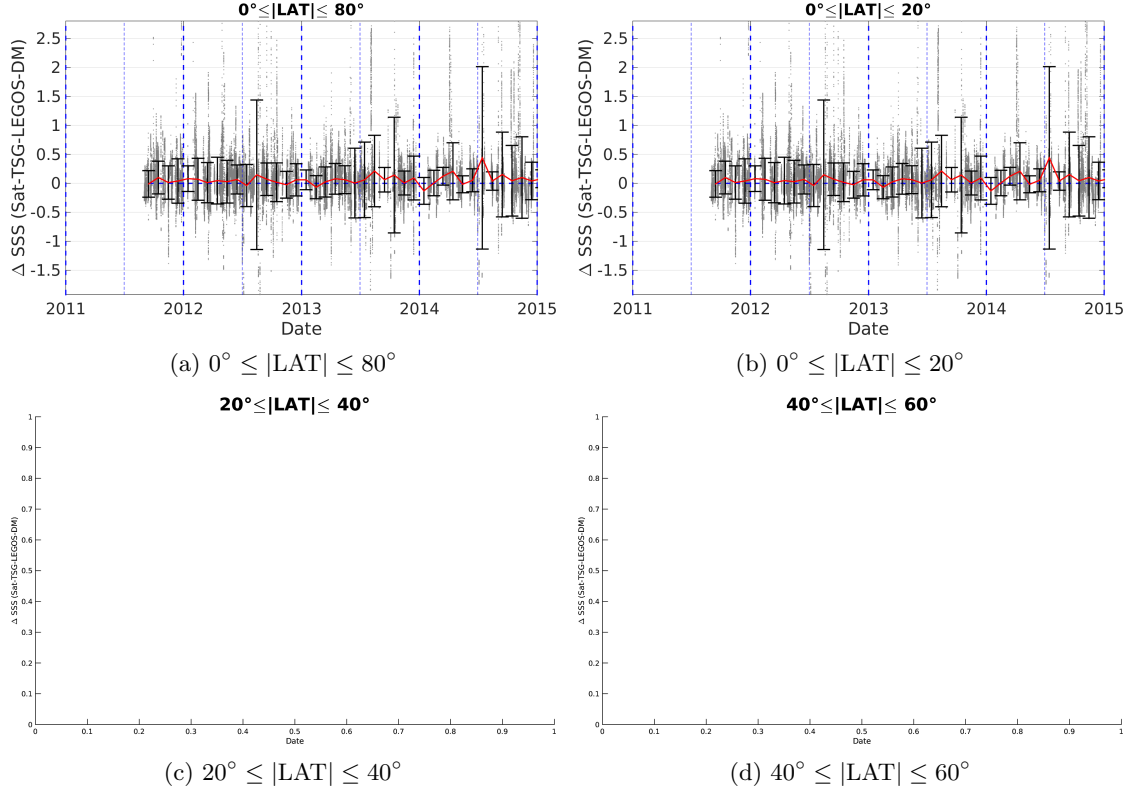 0°≤|LAT|≤ 80°
Δ SSS (Sat-TSG-LEGOS-DM)
2.5
2
1.5
1
0.5
0
-0.5
-1
-1.5
2011 2012 2013 2014 2015
Date
(a) 0° ≤ |LAT| ≤ 80°
0°≤|LAT|≤ 20°
Δ SSS (Sat-TSG-LEGOS-DM)
2.5
2
1.5
1
0.5
0
-0.5
-1
-1.5
2011 2012 2013 2014 2015
Date
(b) 0° ≤ |LAT| ≤ 20°
20°≤|LAT|≤ 40°
Δ SSS (Sat-TSG-LEGOS-DM)
1
0.9
0.8
0.7
0.6
0.5
0.4
0.3
0.2
0.1
0
0 0.1 0.2 0.3 0.4 0.5 0.6 0.7 0.8 0.9 1
Date
(c) 20° ≤ |LAT| ≤ 40°
40°≤|LAT|≤ 60°
Δ SSS (Sat-TSG-LEGOS-DM)
1
0.9
0.8
0.7
0.6
0.5
0.4
0.3
0.2
0.1
0
0 0.1 0.2 0.3 0.4 0.5 0.6 0.7 0.8 0.9 1
Date
(d) 40° ≤ |LAT| ≤ 60°